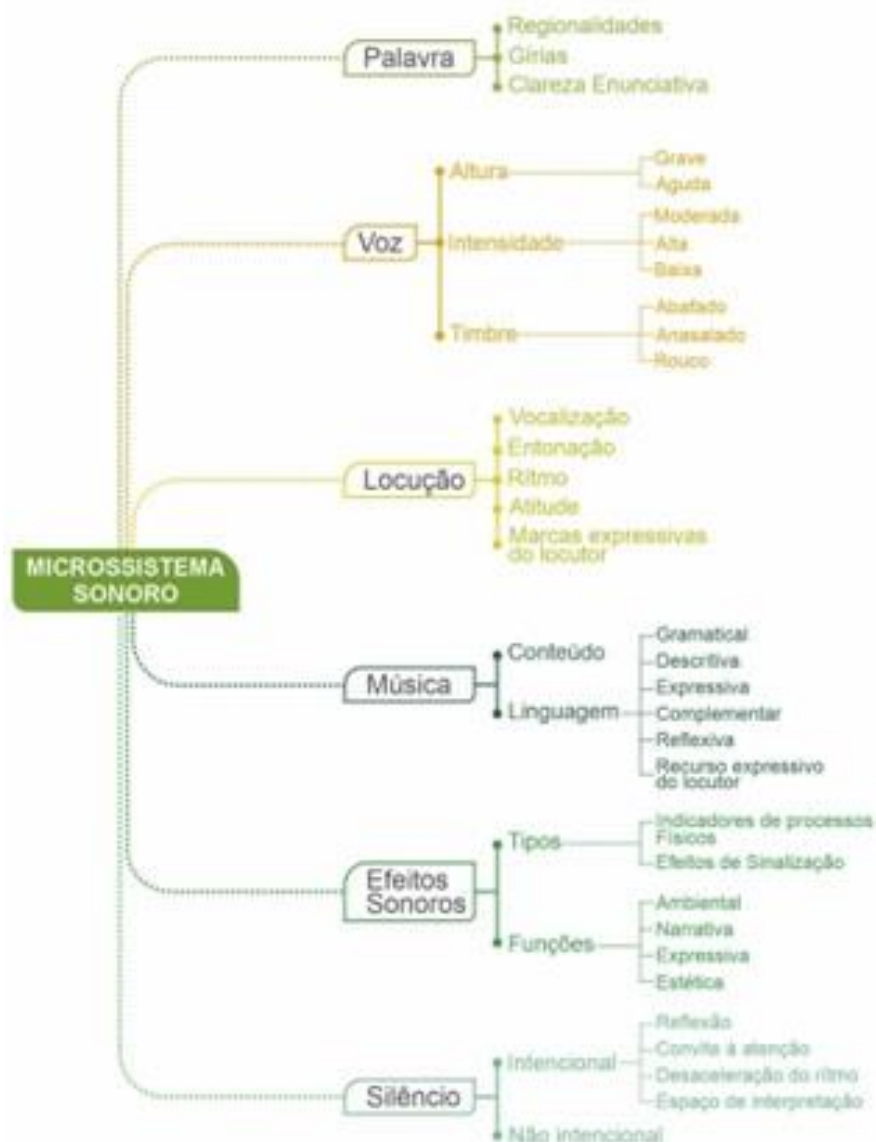 Palavra
Regionalidades
Gírias
Clareza Enunciativa
Voz
Altura
Grave
Aguda
Intensidade
Moderada
Alta
Baixa
Timbre
Abafado
Anasalado
Rouco
Locução
Vocalização
Entonação
Ritmo
Atitude
Marcas expressivas
do locutor
MICROSSISTEMA
SONORO
Música
Conteúdo
Linguagem
Gramatical
Descritiva
Expressiva
Complementar
Reflexiva
Recurso expressivo
do locutor
Efeitos
Sonoros
Tipos
Indicadores de processos
Físicos
Efeitos de Sinalização
Funções
Ambiental
Narrativa
Expressiva
Estética
Silêncio
Intencional
Reflexão
Convite à atenção
Desaceleração do ritmo
Espaço de interpretação
Não intencional